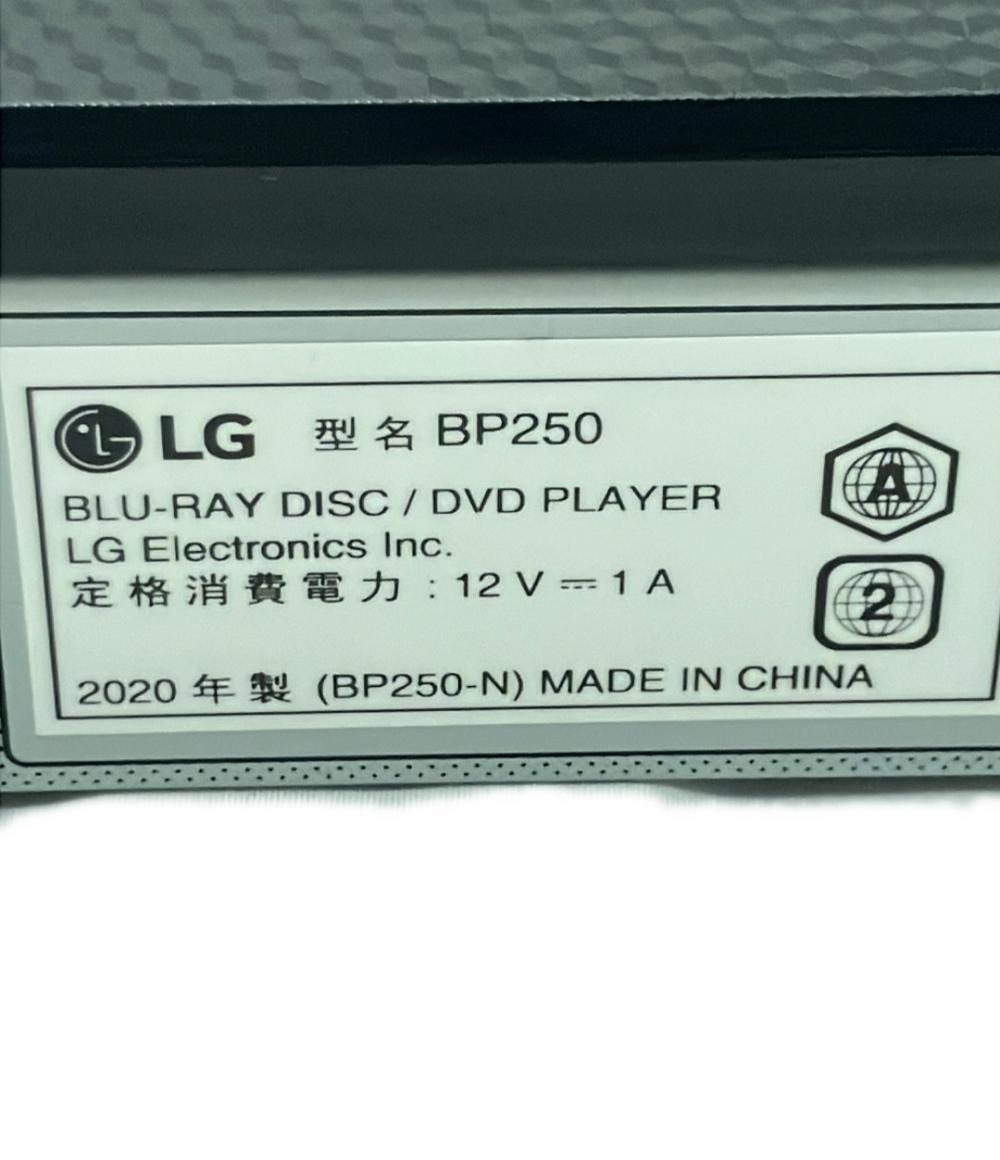 LG 型名 BP250
BLU-RAY DISC / DVD PLAYER
LG Electronics Inc.
定格消費電力 : 12 V ⎓ 1 A
2020 年 製 (BP250-N) MADE IN CHINA
A
2